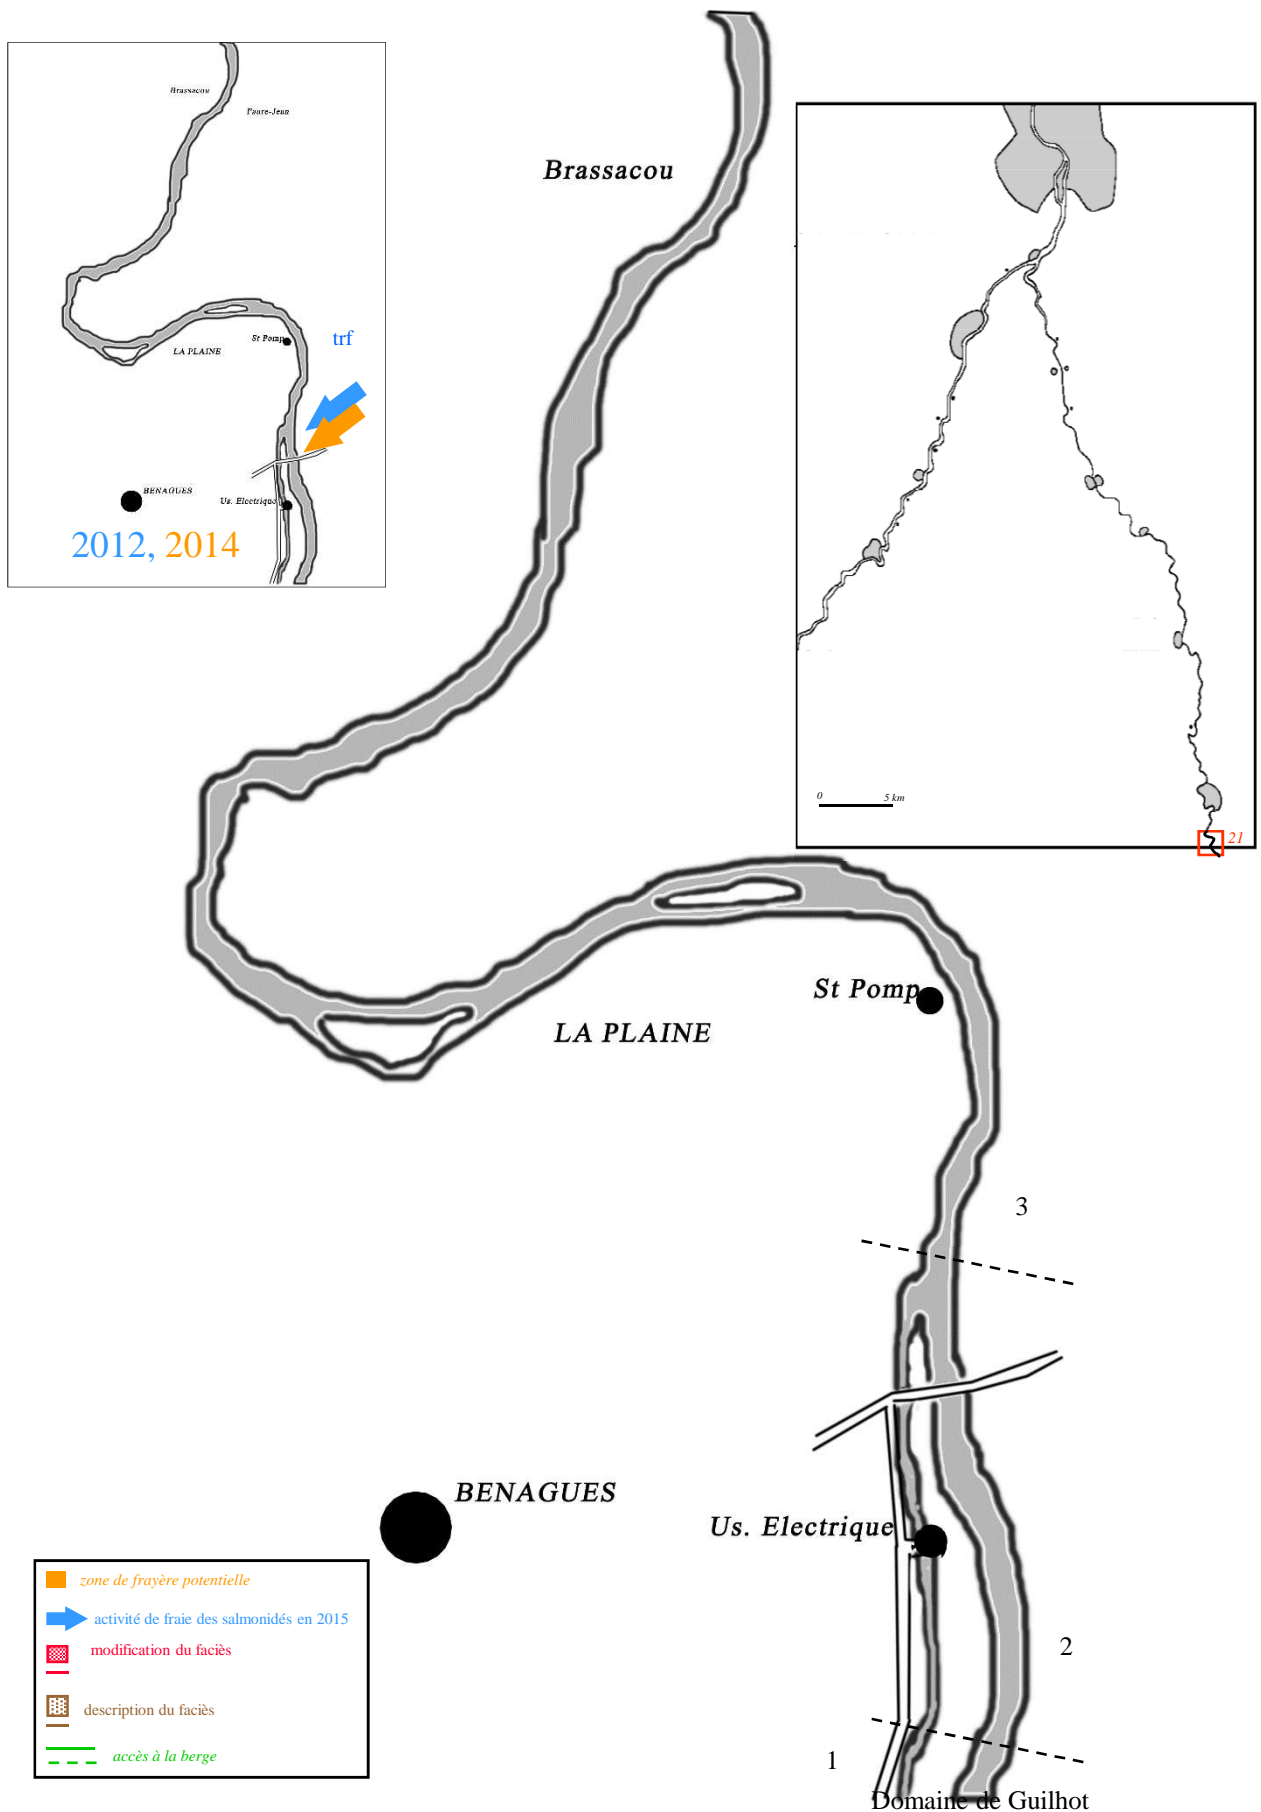 Brassacou
Faure-Jean
St Pomp
trf
LA PLAINE
BENAGUES
Us. Electrique
2012, 2014
Brassacou
0 5 km
21
St Pomp
LA PLAINE
3
BENAGUES
Us. Electrique
2
1
Domaine de Guilhot
zone de frayère potentielle
activité de fraie des salmonidés en 2015
modification du faciès
description du faciès
accès à la berge